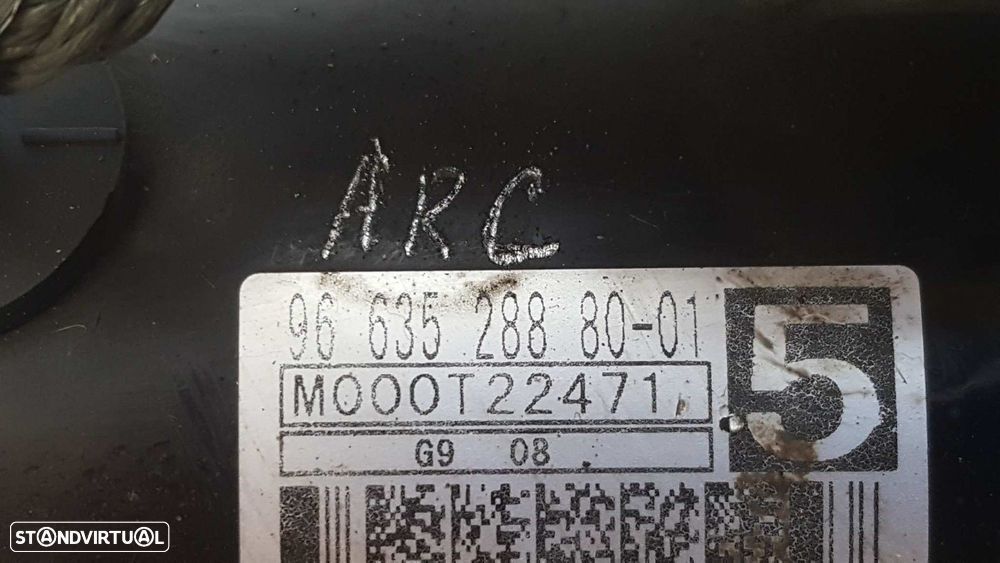 ARC
96 635 288 80-01
5
M000T22471
G9 08
STANDVIRTUAL